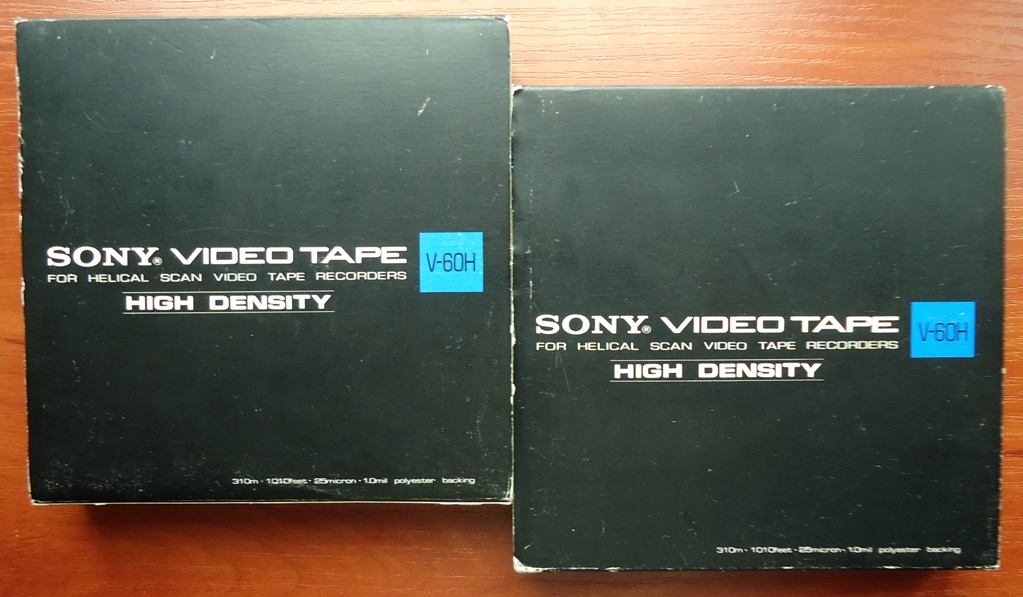 SONY® VIDEO TAPE
FOR HELICAL SCAN VIDEO TAPE RECORDERS
HIGH DENSITY
V-60H
310m · 1010feet · 25micron · 1.0mil polyester backing
SONY® VIDEO TAPE
FOR HELICAL SCAN VIDEO TAPE RECORDERS
HIGH DENSITY
V-60H
310m · 1010feet · 25micron · 1.0mil polyester backing